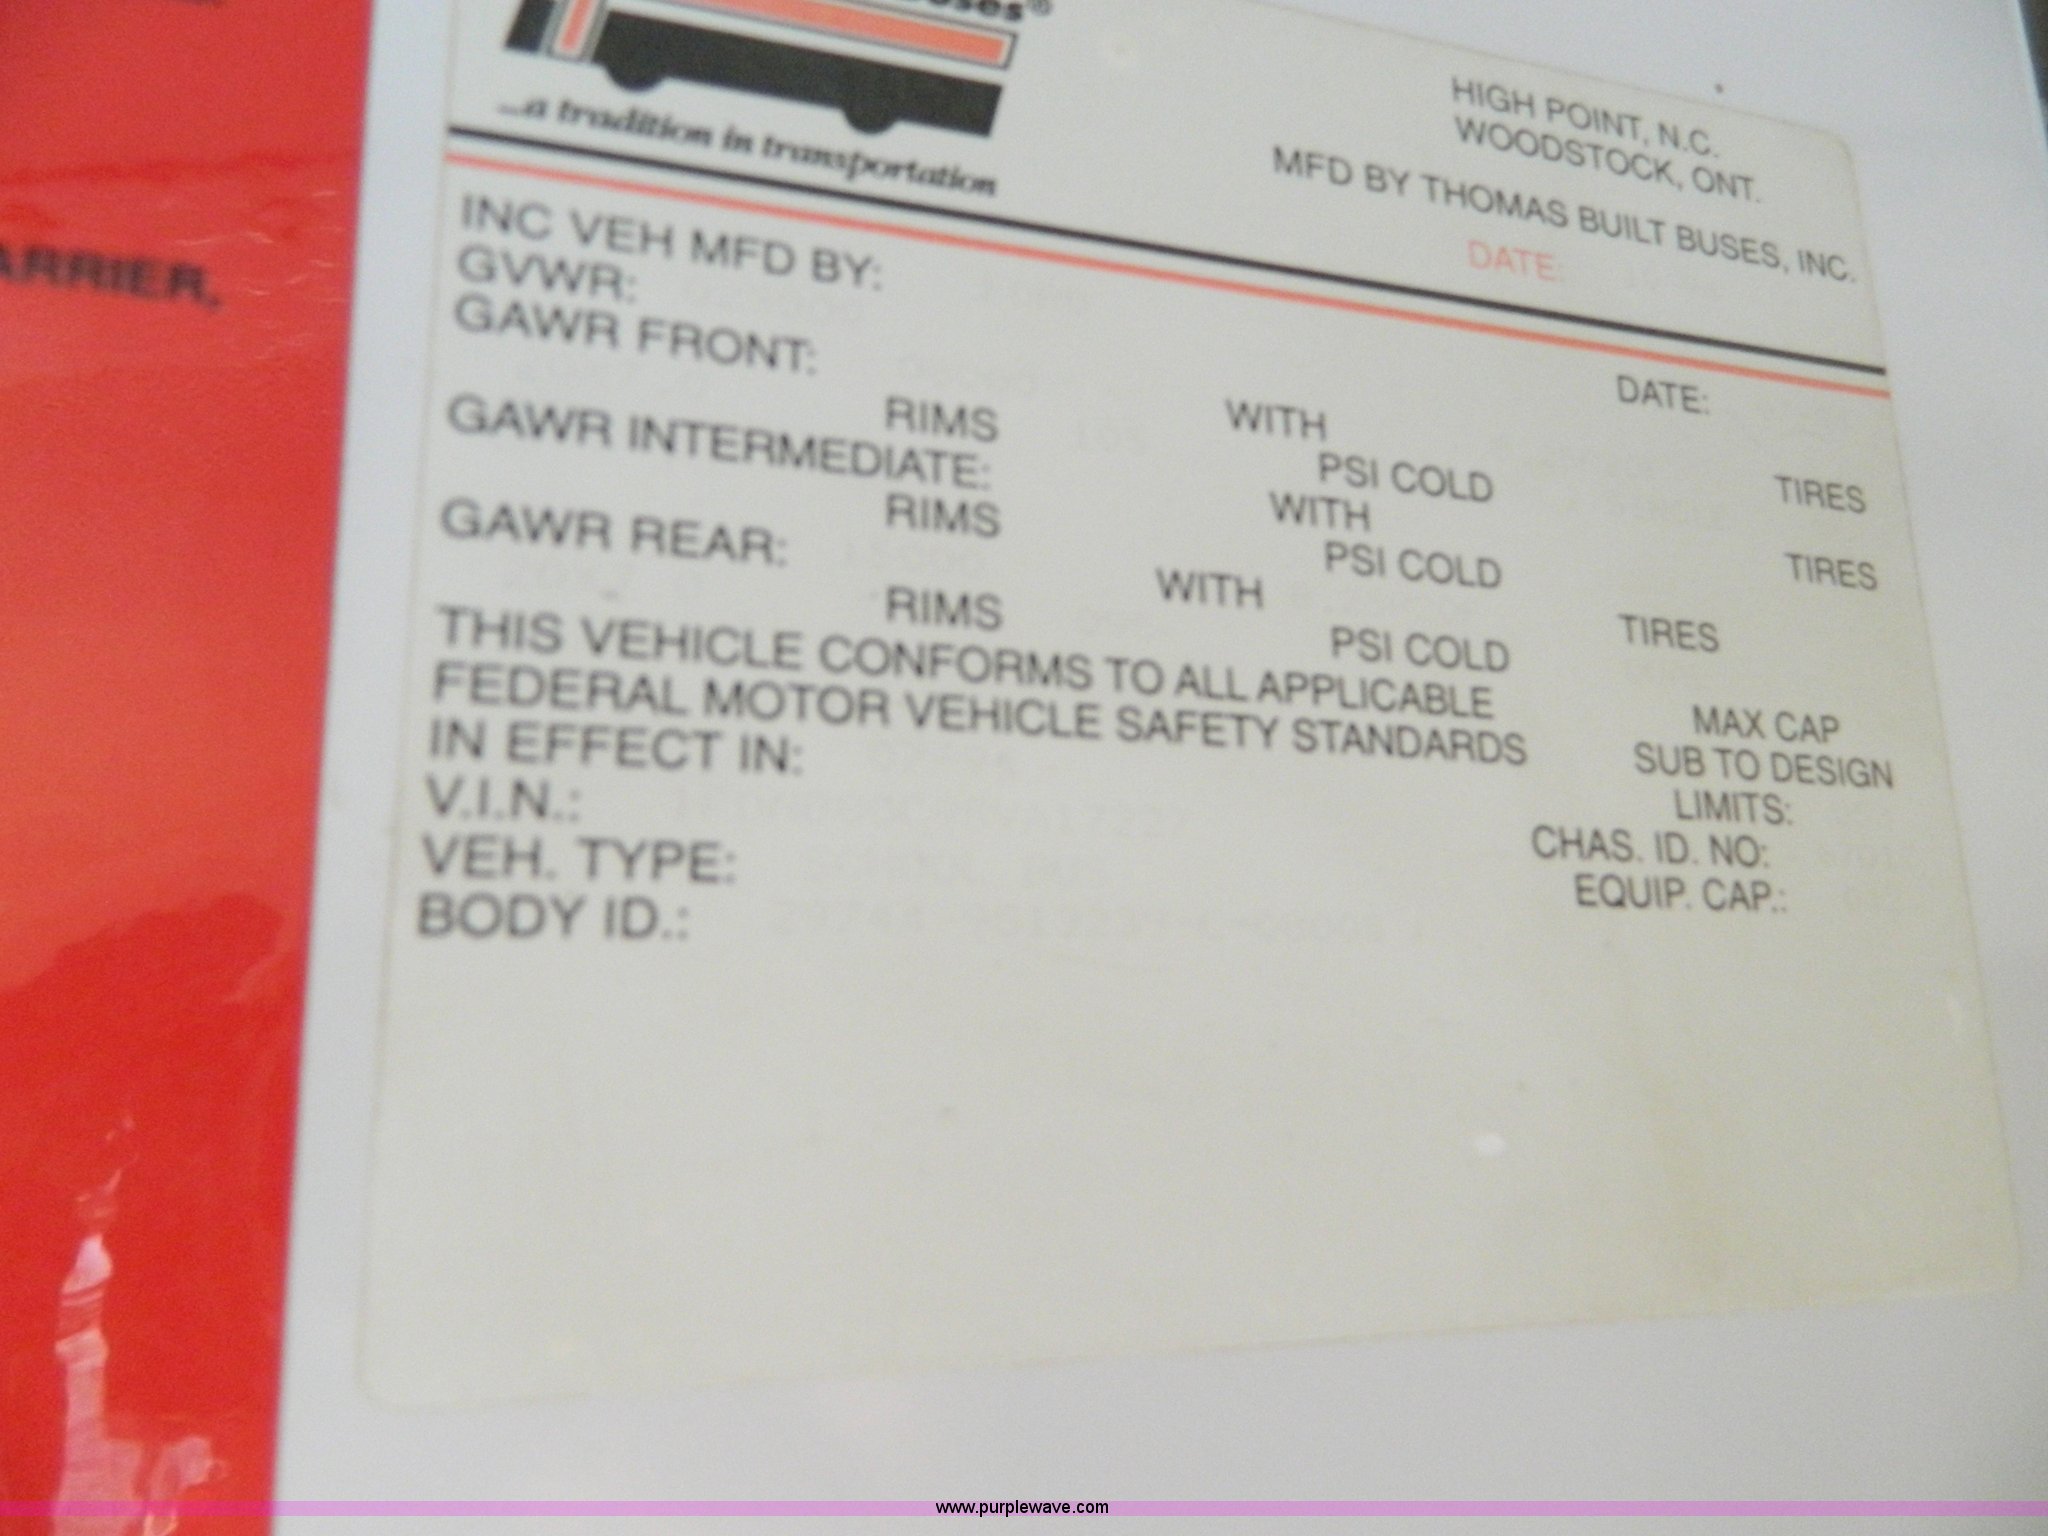 Buses®
...a tradition in transportation
HIGH POINT, N.C.
WOODSTOCK, ONT.
MFD BY THOMAS BUILT BUSES, INC.
DATE:
ARRIER,
INC VEH MFD BY:
GVWR:
DATE:
GAWR FRONT:
RIMS WITH TIRES
PSI COLD
GAWR INTERMEDIATE:
RIMS WITH TIRES
PSI COLD
GAWR REAR:
RIMS WITH TIRES
PSI COLD
THIS VEHICLE CONFORMS TO ALL APPLICABLE
FEDERAL MOTOR VEHICLE SAFETY STANDARDS
IN EFFECT IN:
MAX CAP
SUB TO DESIGN
LIMITS:
V.I.N.:
CHAS. ID. NO:
VEH. TYPE:
EQUIP. CAP.:
BODY ID.:
www.purplewave.com